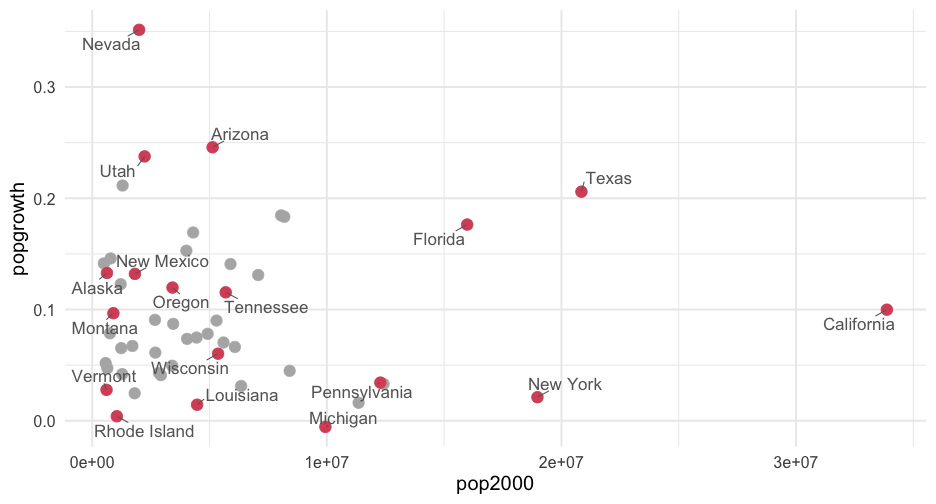 Nevada
0.3
Arizona
Utah
Texas
0.2
popgrowth
Florida
New Mexico
Alaska
Oregon
Tennessee
0.1
Montana
California
Wisconsin
Vermont
Louisiana
Pennsylvania
New York
Michigan
0.0
Rhode Island
0e+00 1e+07 2e+07 3e+07
pop2000